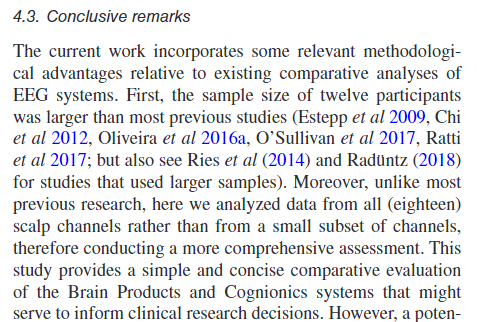 4.3. Conclusive remarks
The current work incorporates some relevant methodologi-
cal advantages relative to existing comparative analyses of
EEG systems. First, the sample size of twelve participants
was larger than most previous studies (Estepp et al 2009, Chi
et al 2012, Oliveira et al 2016a, O’Sullivan et al 2017, Ratti
et al 2017; but also see Ries et al (2014) and Radüntz (2018)
for studies that used larger samples). Moreover, unlike most
previous research, here we analyzed data from all (eighteen)
scalp channels rather than from a small subset of channels,
therefore conducting a more comprehensive assessment. This
study provides a simple and concise comparative evaluation
of the Brain Products and Cognionics systems that might
serve to inform clinical research decisions. However, a poten-